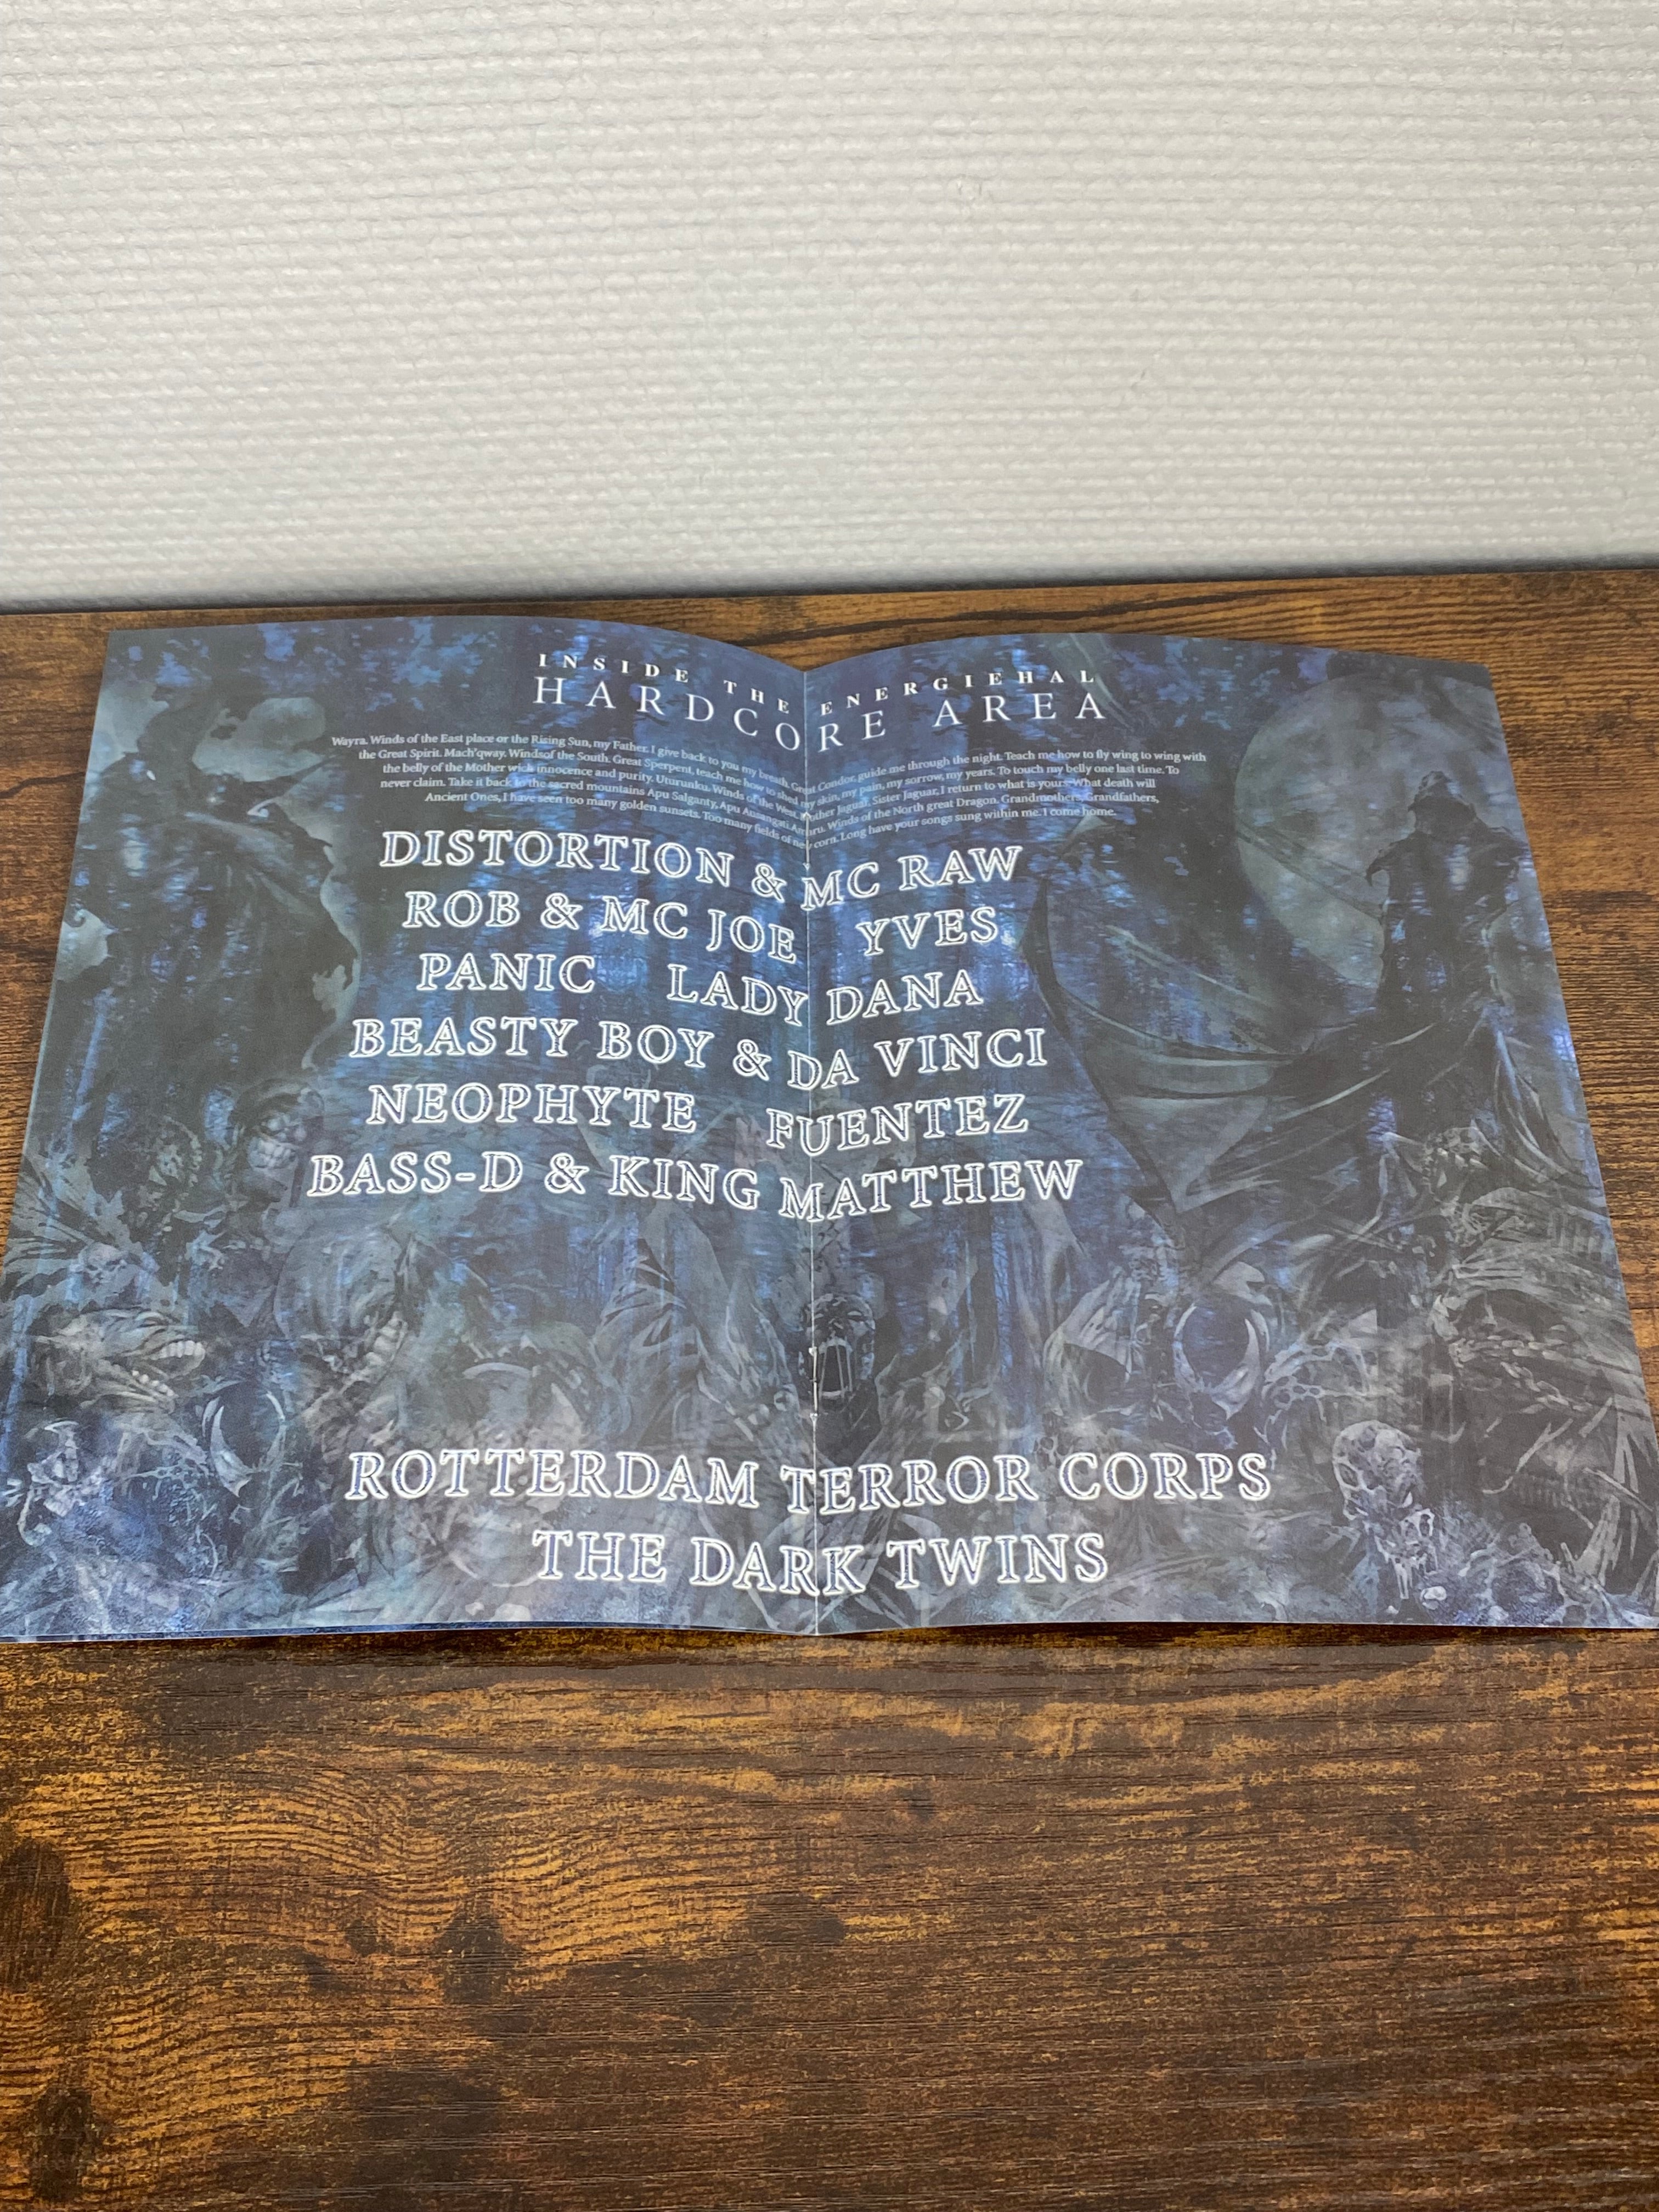 INSIDE THE ENERGIEHAL
HARDCORE AREA
Wayra. Winds of the East place or the Rising Sun, my Father. I give back to you my breath. Great Condor, guide me through the night. Teach me how to fly wing to wing with
the Great Spirit. Mach'qway. Windsof the South. Great Sperpent, teach me how to shed my skin, my pain, my sorrow, my years. To touch my belly one last time. To
the belly of the Mother wich innocence and purity. Uturunku. Winds of the West, mother Jaguar. Sister Jaguar, I return to what is yours. What death will
never claim. Take it back to the sacred mountains Apu Salganty, Apu Ausangati. Amaru. Winds of the North great Dragon. Grandmothers, Grandfathers,
Ancient Ones, I have seen too many golden sunsets. Too many fields of new corn. Long have your songs sung within me. I come home.
DISTORTION & MC RAW
ROB & MC JOE YVES
PANIC LADY DANA
BEASTY BOY & DA VINCI
NEOPHYTE FUENTEZ
BASS-D & KING MATTHEW
ROTTERDAM TERROR CORPS
THE DARK TWINS